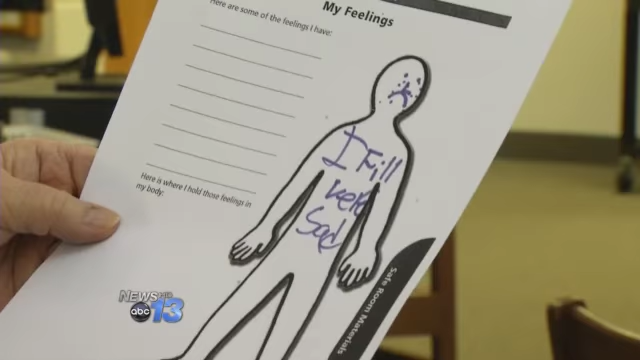 My Feelings
Here are some of the feelings I have:
I Fill
very
Sad
Here is where I hold those feelings in
my body:
Safe Room Materials
NEWS
abc 13